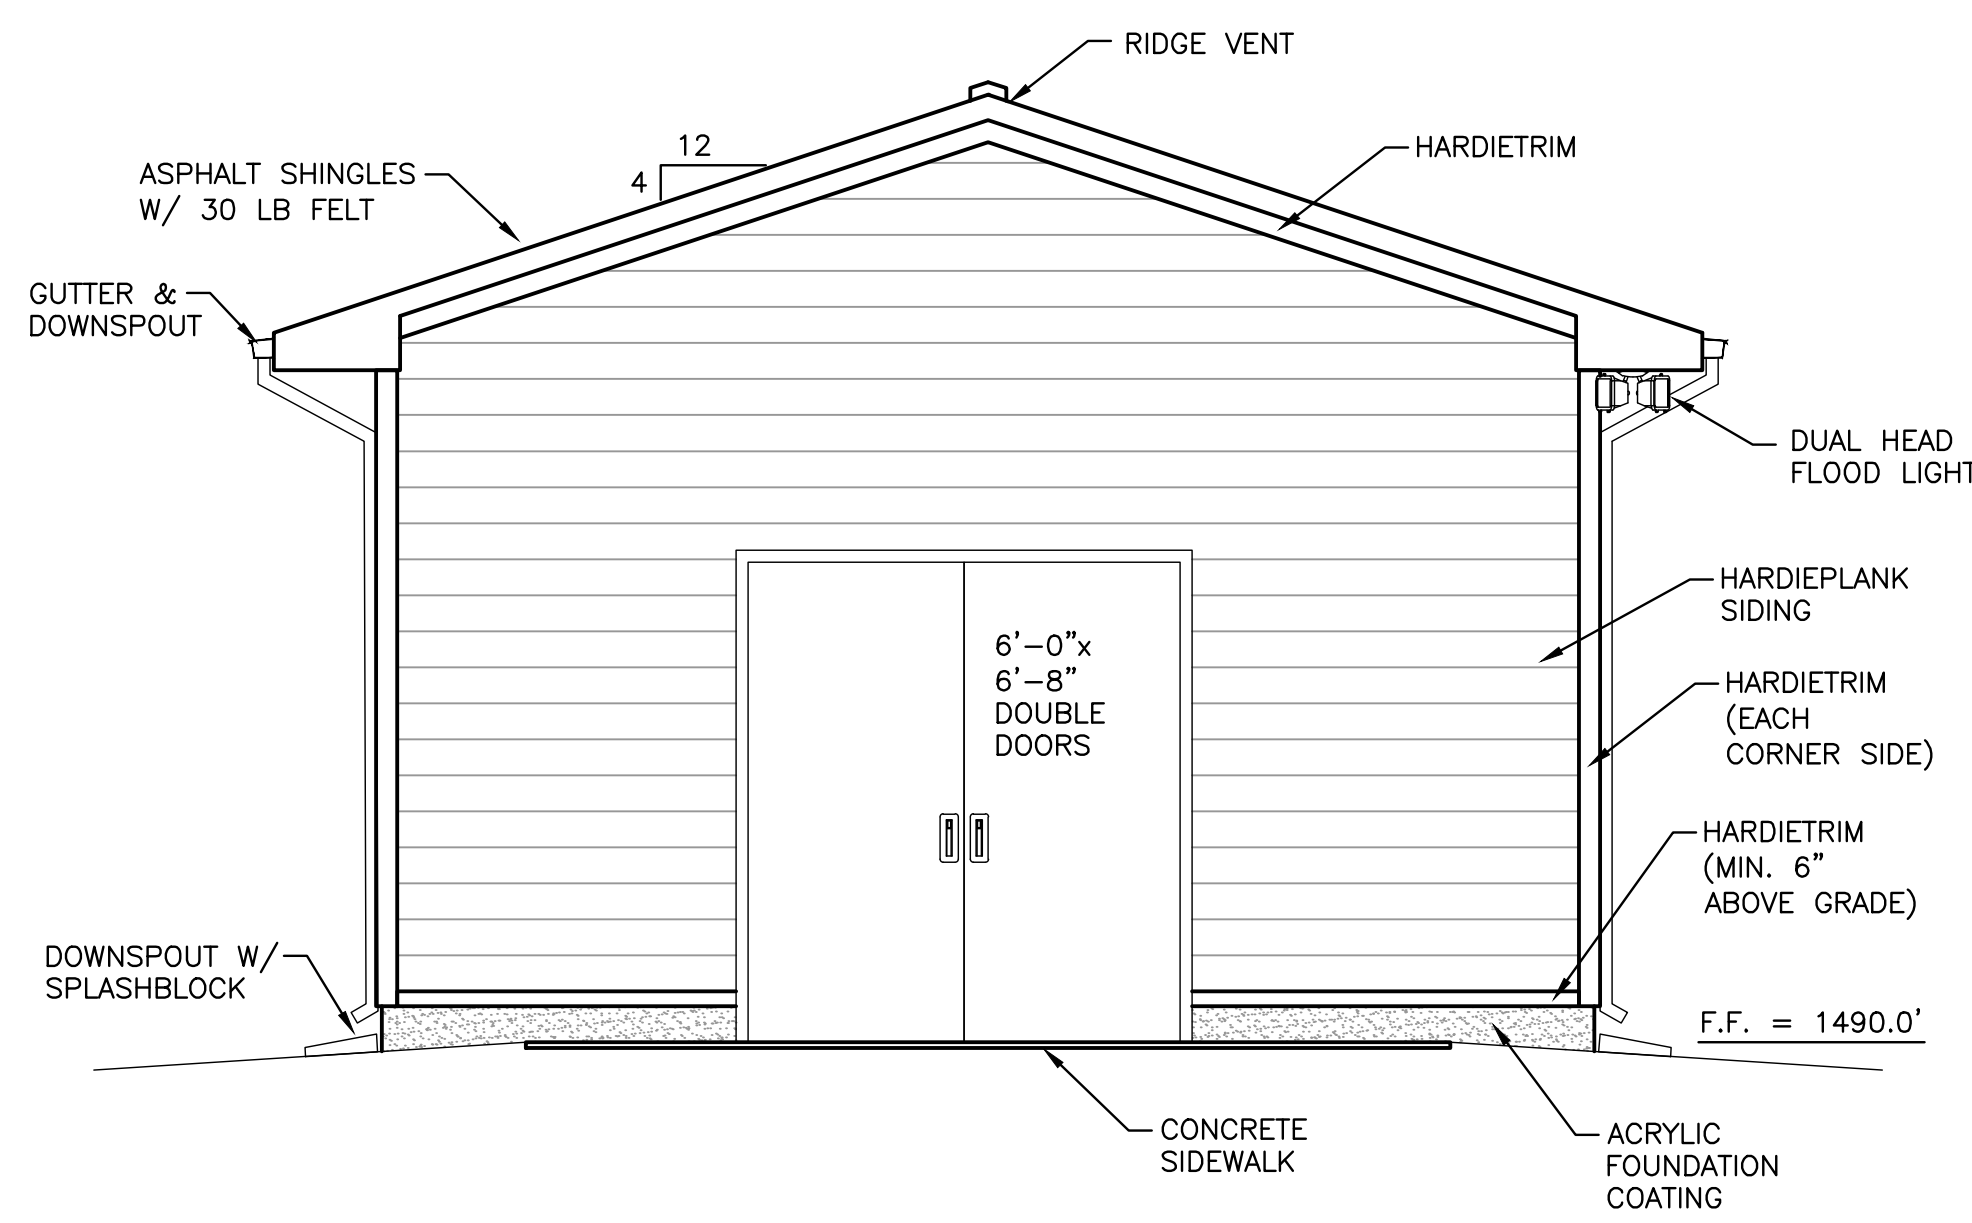 RIDGE VENT
12
4
HARDIETRIM
ASPHALT SHINGLES
W/ 30 LB FELT
GUTTER &
DOWNSPOUT
DUAL HEAD
FLOOD LIGHT
HARDIEPLANK
SIDING
6'-0"x
6'-8"
DOUBLE
DOORS
HARDIETRIM
(EACH
CORNER SIDE)
HARDIETRIM
(MIN. 6"
ABOVE GRADE)
DOWNSPOUT W/
SPLASHBLOCK
F.F. = 1490.0'
CONCRETE
SIDEWALK
ACRYLIC
FOUNDATION
COATING